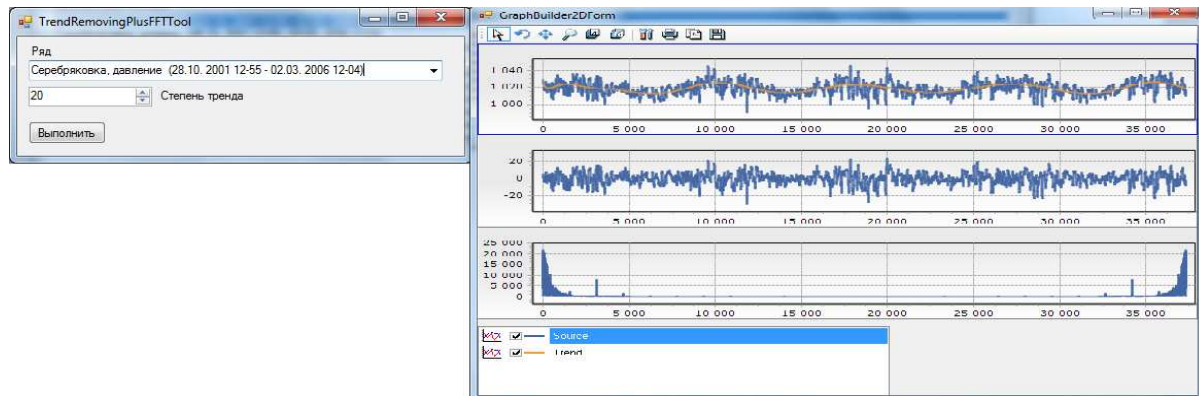 TrendRemovingPlusFFTTool
Ряд
Серебряковка, давление (28.10. 2001 12-55 - 02.03. 2006 12-04)
20 Степень тренда
Выполнить
GraphBuilder2DForm
1 040
1 020
1 000
0 5 000 10 000 15 000 20 000 25 000 30 000 35 000
20
0
-20
0 5 000 10 000 15 000 20 000 25 000 30 000 35 000
25 000
20 000
15 000
10 000
5 000
0
0 5 000 10 000 15 000 20 000 25 000 30 000 35 000
Source
Trend